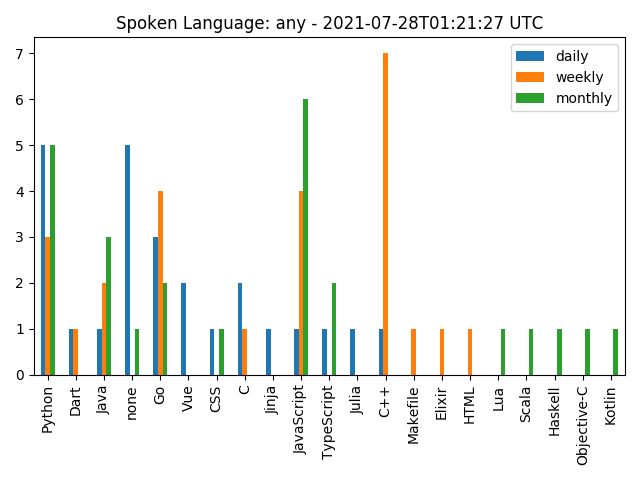 Spoken Language: any - 2021-07-28T01:21:27 UTC
daily
weekly
monthly
7
6
5
4
3
2
1
0
Python
Dart
Java
none
Go
Vue
CSS
C
Jinja
JavaScript
TypeScript
Julia
C++
Makefile
Elixir
HTML
Lua
Scala
Haskell
Objective-C
Kotlin